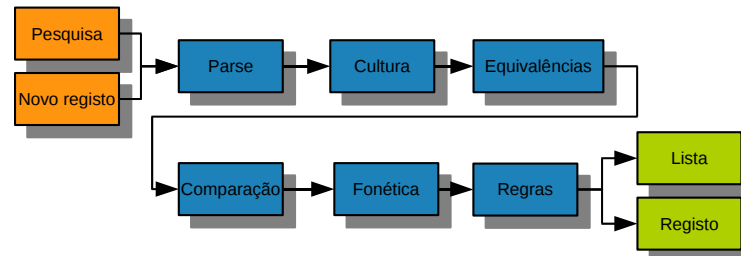 Pesquisa
Novo registo
Parse
Cultura
Equivalências
Comparação
Fonética
Regras
Lista
Registo